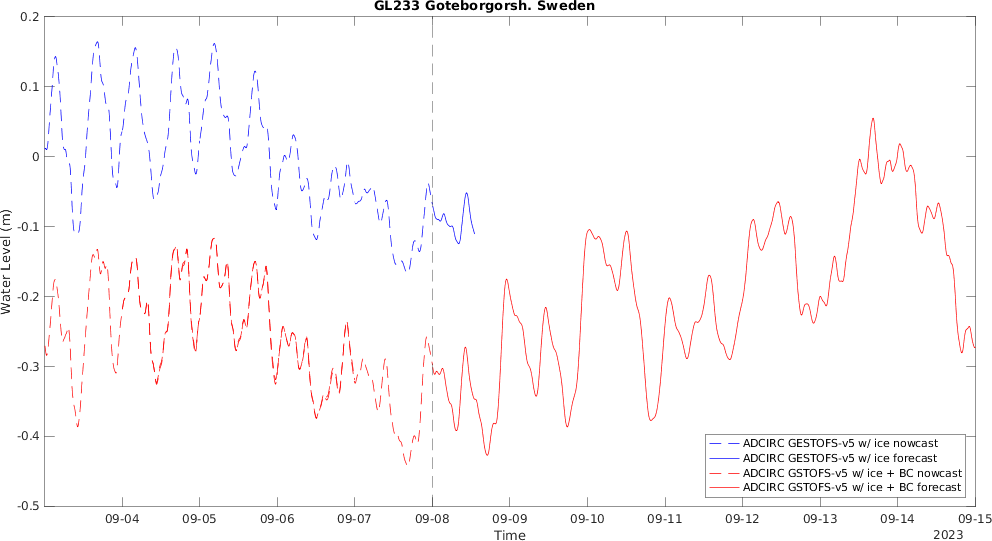 GL233 Goteborgorsh. Sweden
0.2
0.1
0
-0.1
-0.2
-0.3
-0.4
-0.5
Water Level (m)
ADCIRC GESTOFS-v5 w/ ice nowcast
ADCIRC GESTOFS-v5 w/ ice forecast
ADCIRC GSTOFS-v5 w/ ice + BC nowcast
ADCIRC GSTOFS-v5 w/ ice + BC forecast
09-04 09-05 09-06 09-07 09-08 09-09 09-10 09-11 09-12 09-13 09-14 09-15
Time
2023